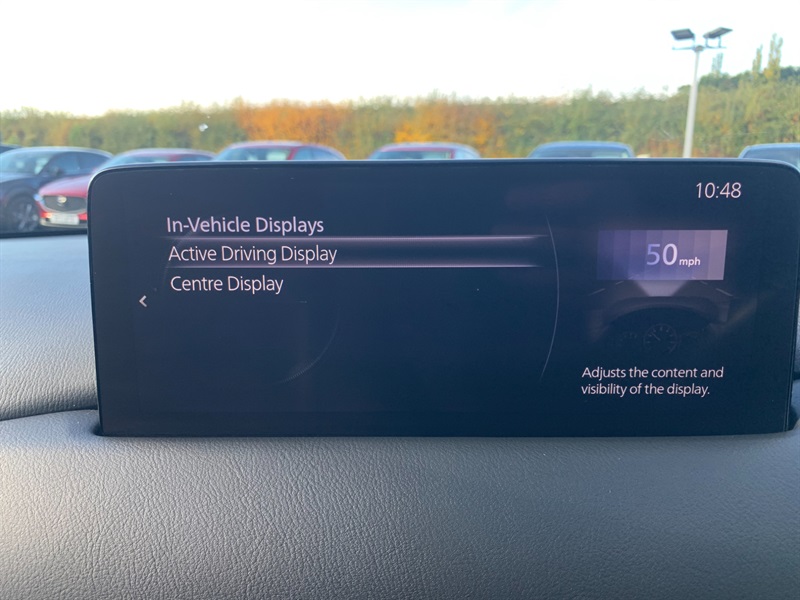 10:48
In-Vehicle Displays
Active Driving Display
Centre Display
50 mph
Adjusts the content and
visibility of the display.